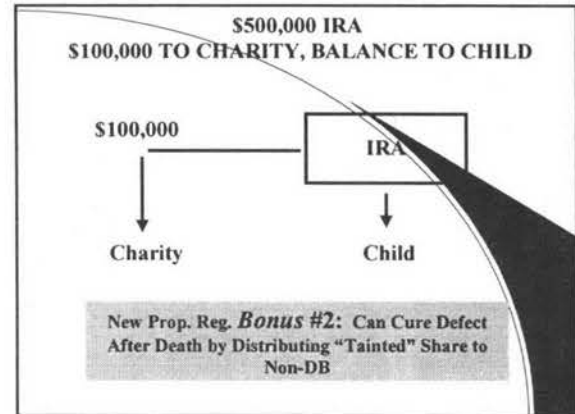 $500,000 IRA
$100,000 TO CHARITY, BALANCE TO CHILD
$100,000
IRA
Charity
Child
New Prop. Reg. Bonus #2: Can Cure Defect
After Death by Distributing “Tainted” Share to
Non-DB